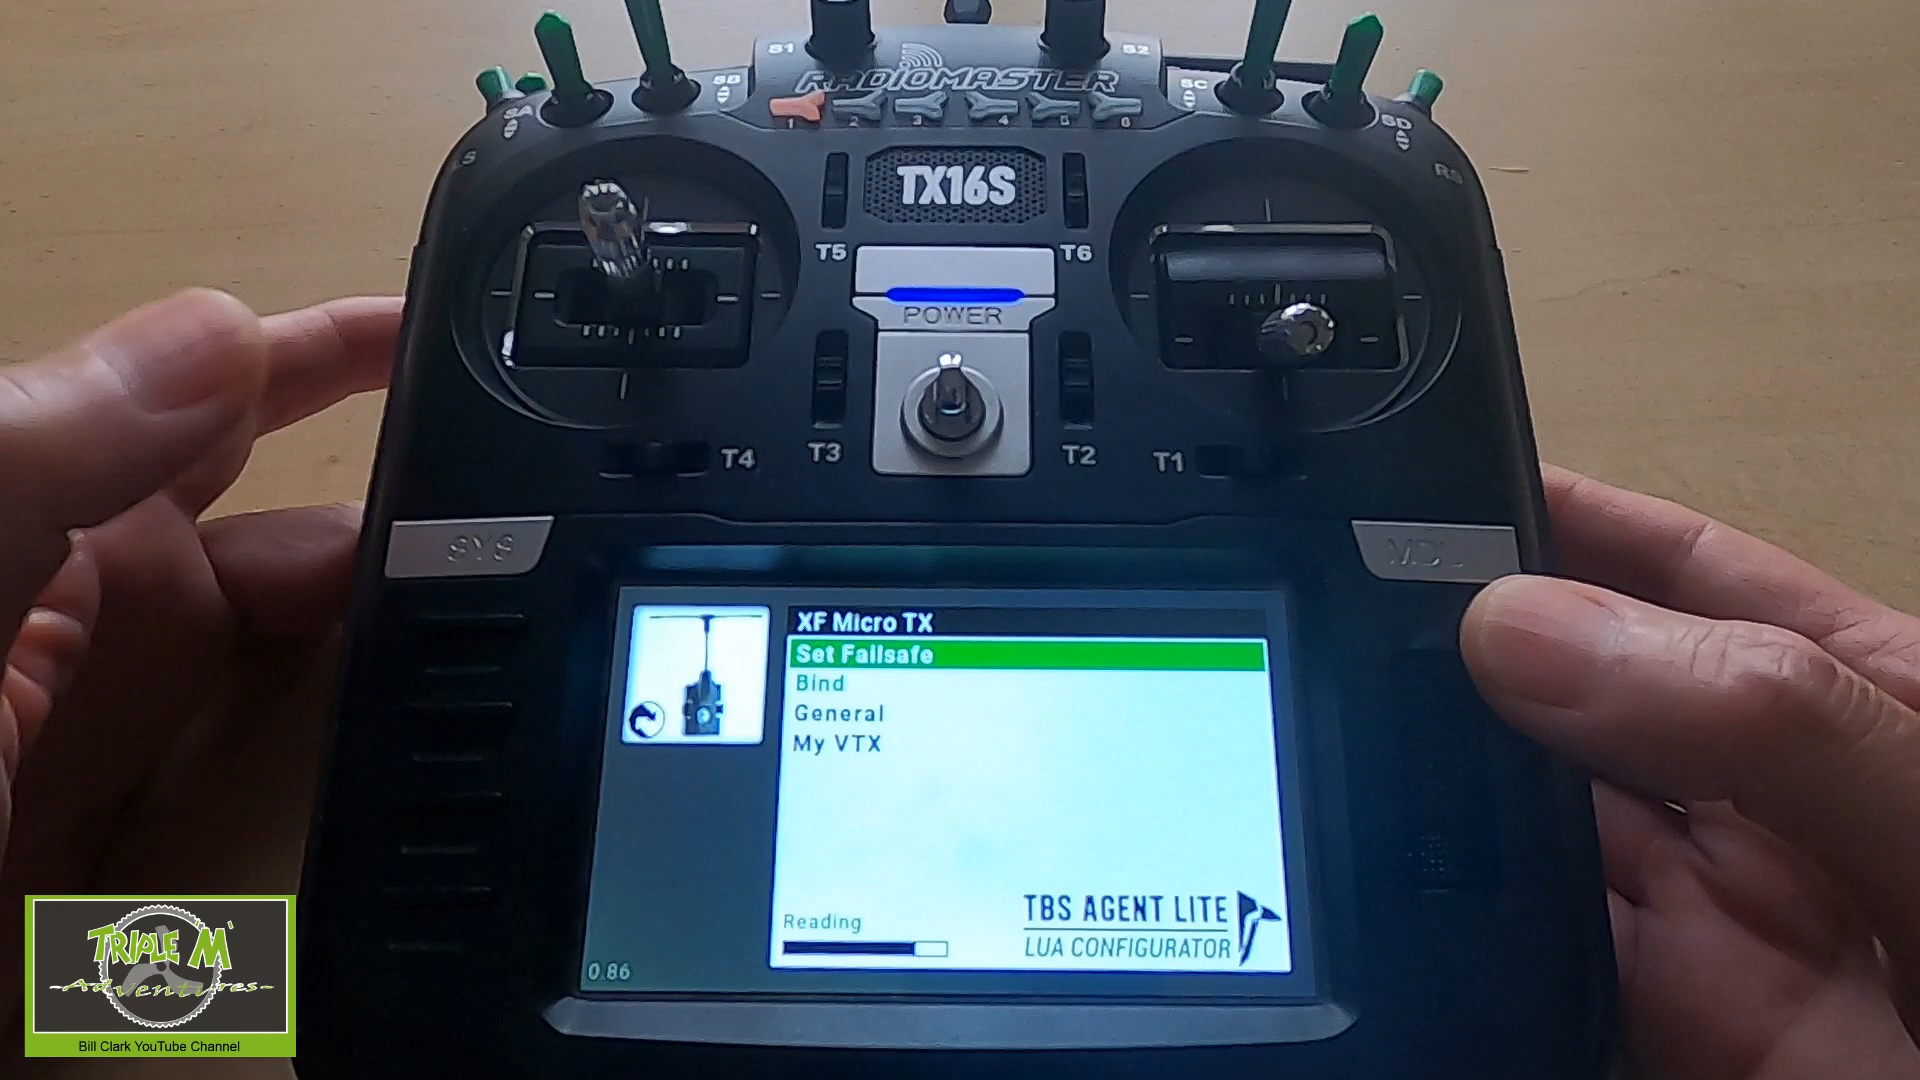 S1
S2
RADIOMASTER
SB
SC
SA
SD
1 2 3 4 5 6
LS
RS
TX16S
T5
T6
POWER
T4
T3
T2
T1
SYS
MDL
XF Micro TX
Set Failsafe
Bind
General
My VTX
Reading
TBS AGENT LITE
LUA CONFIGURATOR
0.86
TRIPLE M'
-Adventures-
Bill Clark YouTube Channel